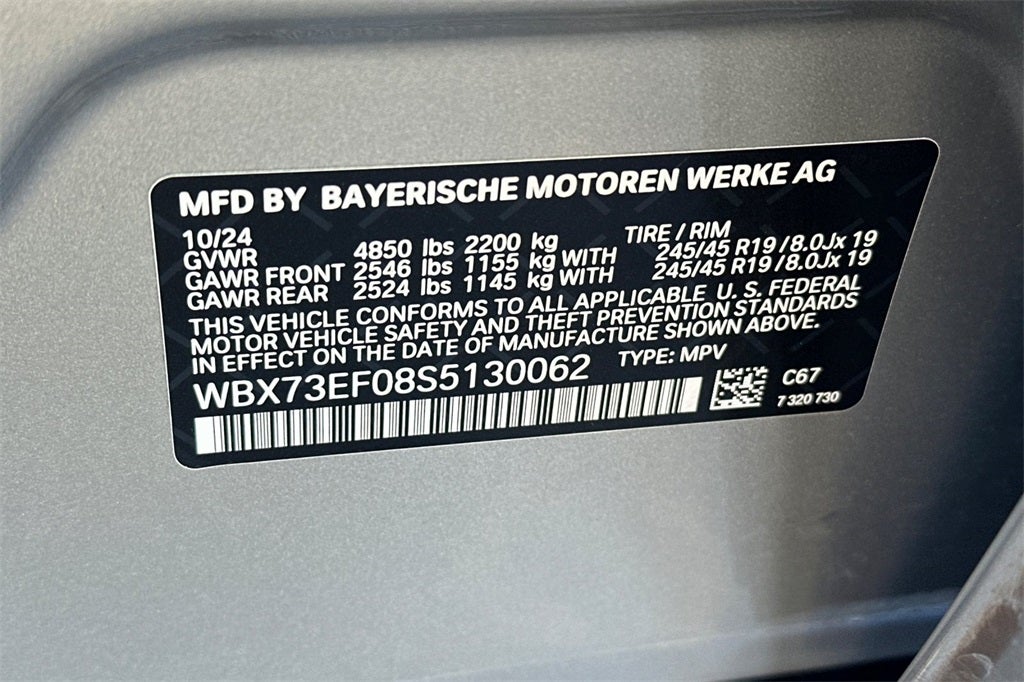 MFD BY BAYERISCHE MOTOREN WERKE AG
10/24 TIRE / RIM
GVWR 4850 lbs 2200 kg
GAWR FRONT 2546 lbs 1155 kg WITH 245/45 R19 / 8.0Jx 19
GAWR REAR 2524 lbs 1145 kg WITH 245/45 R19 / 8.0Jx 19
THIS VEHICLE CONFORMS TO ALL APPLICABLE U. S. FEDERAL
MOTOR VEHICLE SAFETY AND THEFT PREVENTION STANDARDS
IN EFFECT ON THE DATE OF MANUFACTURE SHOWN ABOVE.
WBX73EF08S5130062 TYPE: MPV
C67
7 320 730